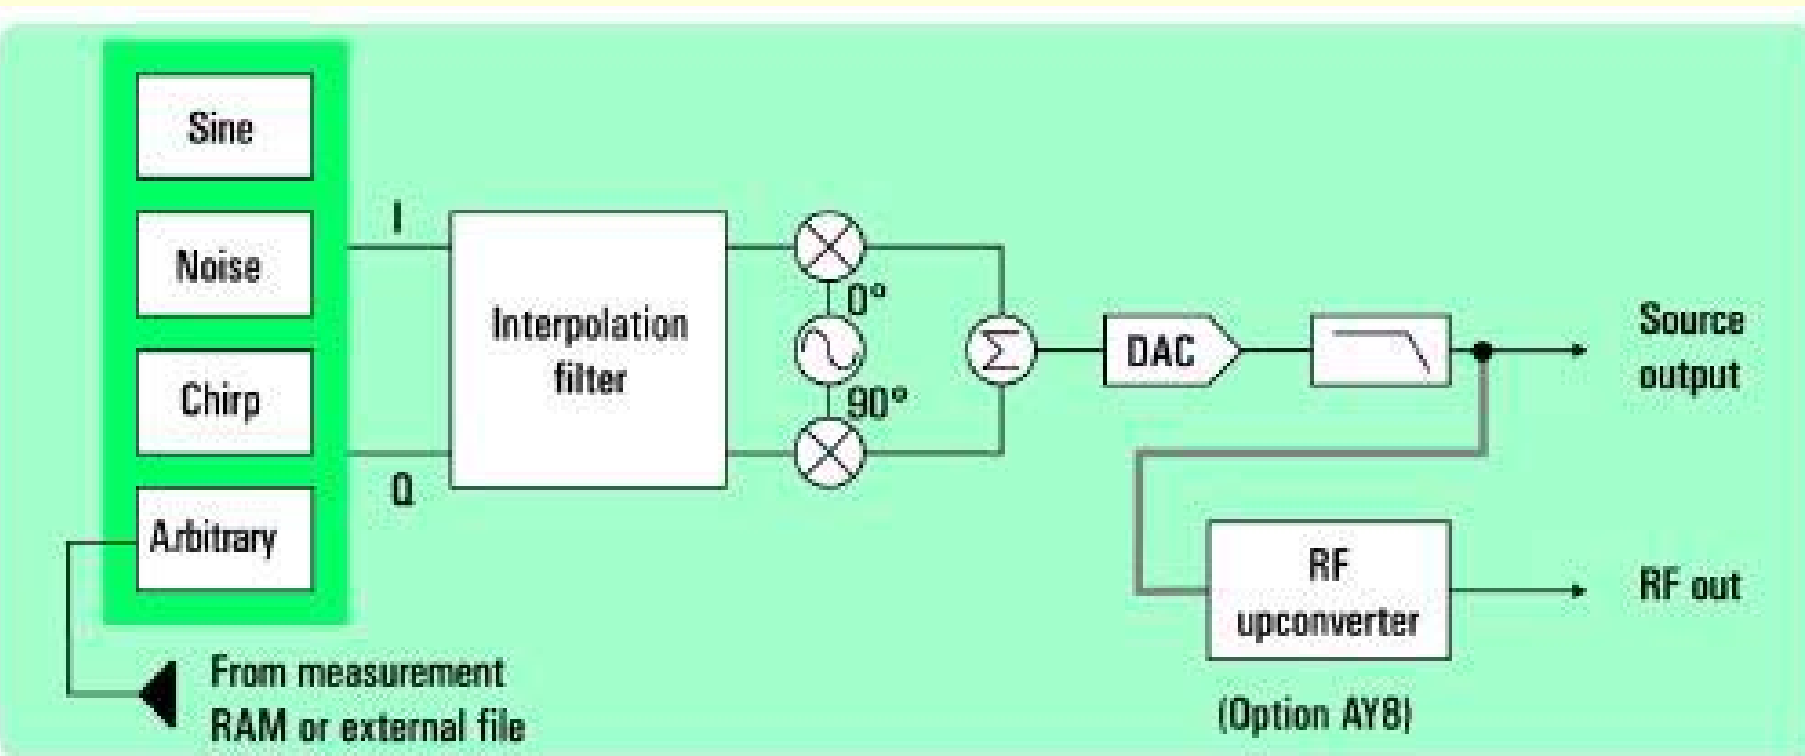 Sine
Noise
Chirp
Arbitrary
I
Q
Interpolation
filter
0°
90°
Σ
DAC
Source
output
RF
upconverter
RF out
(Option AY8)
From measurement
RAM or external file